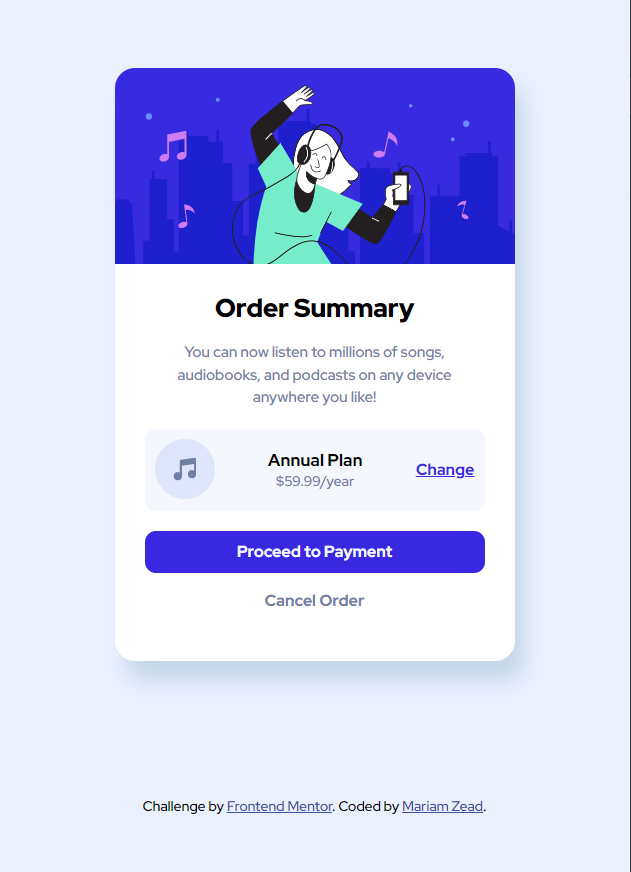 Order Summary
You can now listen to millions of songs,
audiobooks, and podcasts on any device
anywhere you like!
Annual Plan
$59.99/year
Change
Proceed to Payment
Cancel Order
Challenge by Frontend Mentor. Coded by Mariam Zead.